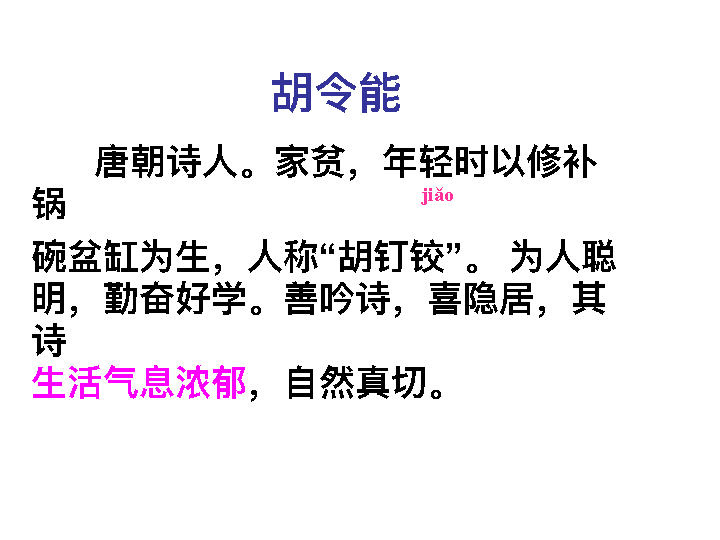 胡令能
唐朝诗人。家贫，年轻时以修补
锅
jiǎo
碗盆缸为生，人称“胡钉铰”。 为人聪
明，勤奋好学。善吟诗，喜隐居，其
诗
生活气息浓郁，自然真切。